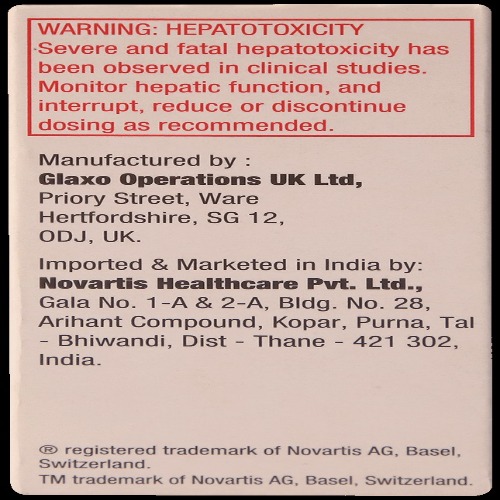 WARNING: HEPATOTOXICITY
Severe and fatal hepatotoxicity has
been observed in clinical studies.
Monitor hepatic function, and
interrupt, reduce or discontinue
dosing as recommended.
Manufactured by :
Glaxo Operations UK Ltd,
Priory Street, Ware
Hertfordshire, SG 12,
ODJ, UK.
Imported & Marketed in India by:
Novartis Healthcare Pvt. Ltd.,
Gala No. 1-A & 2-A, Bldg. No. 28,
Arihant Compound, Kopar, Purna, Tal
- Bhiwandi, Dist - Thane - 421 302,
India.
® registered trademark of Novartis AG, Basel,
Switzerland.
TM trademark of Novartis AG, Basel, Switzerland.